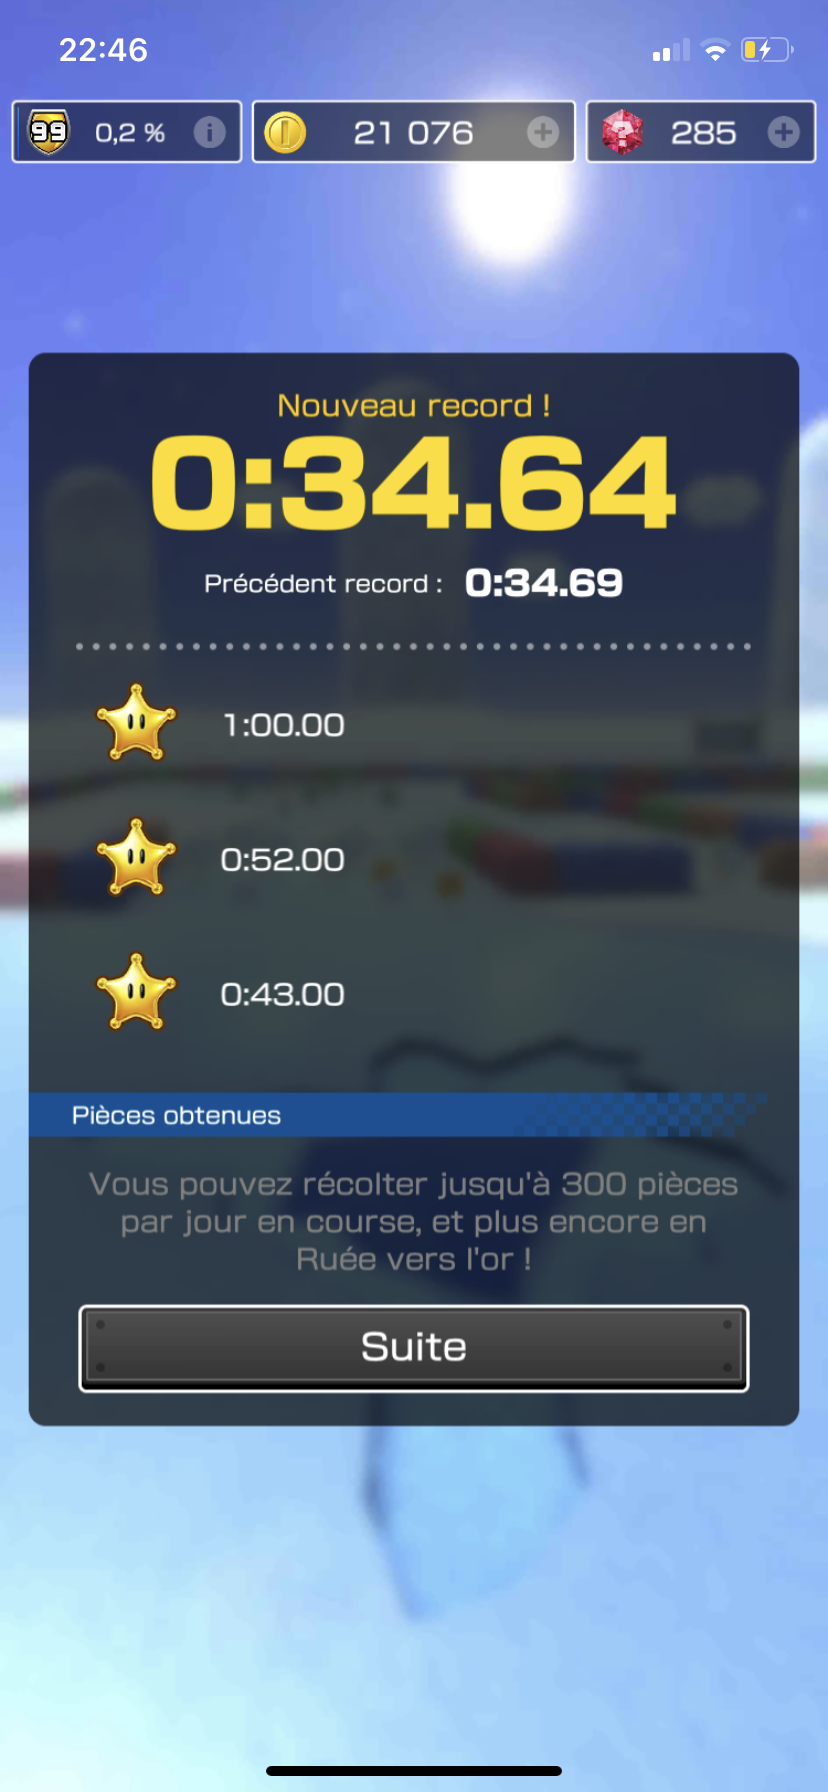 22:46
99 0,2 % i 21 076 + ? 285 +
Nouveau record !
0:34.64
Précédent record : 0:34.69
1:00.00
0:52.00
0:43.00
Pièces obtenues
Vous pouvez récolter jusqu'à 300 pièces
par jour en course, et plus encore en
Ruée vers l'or !
Suite